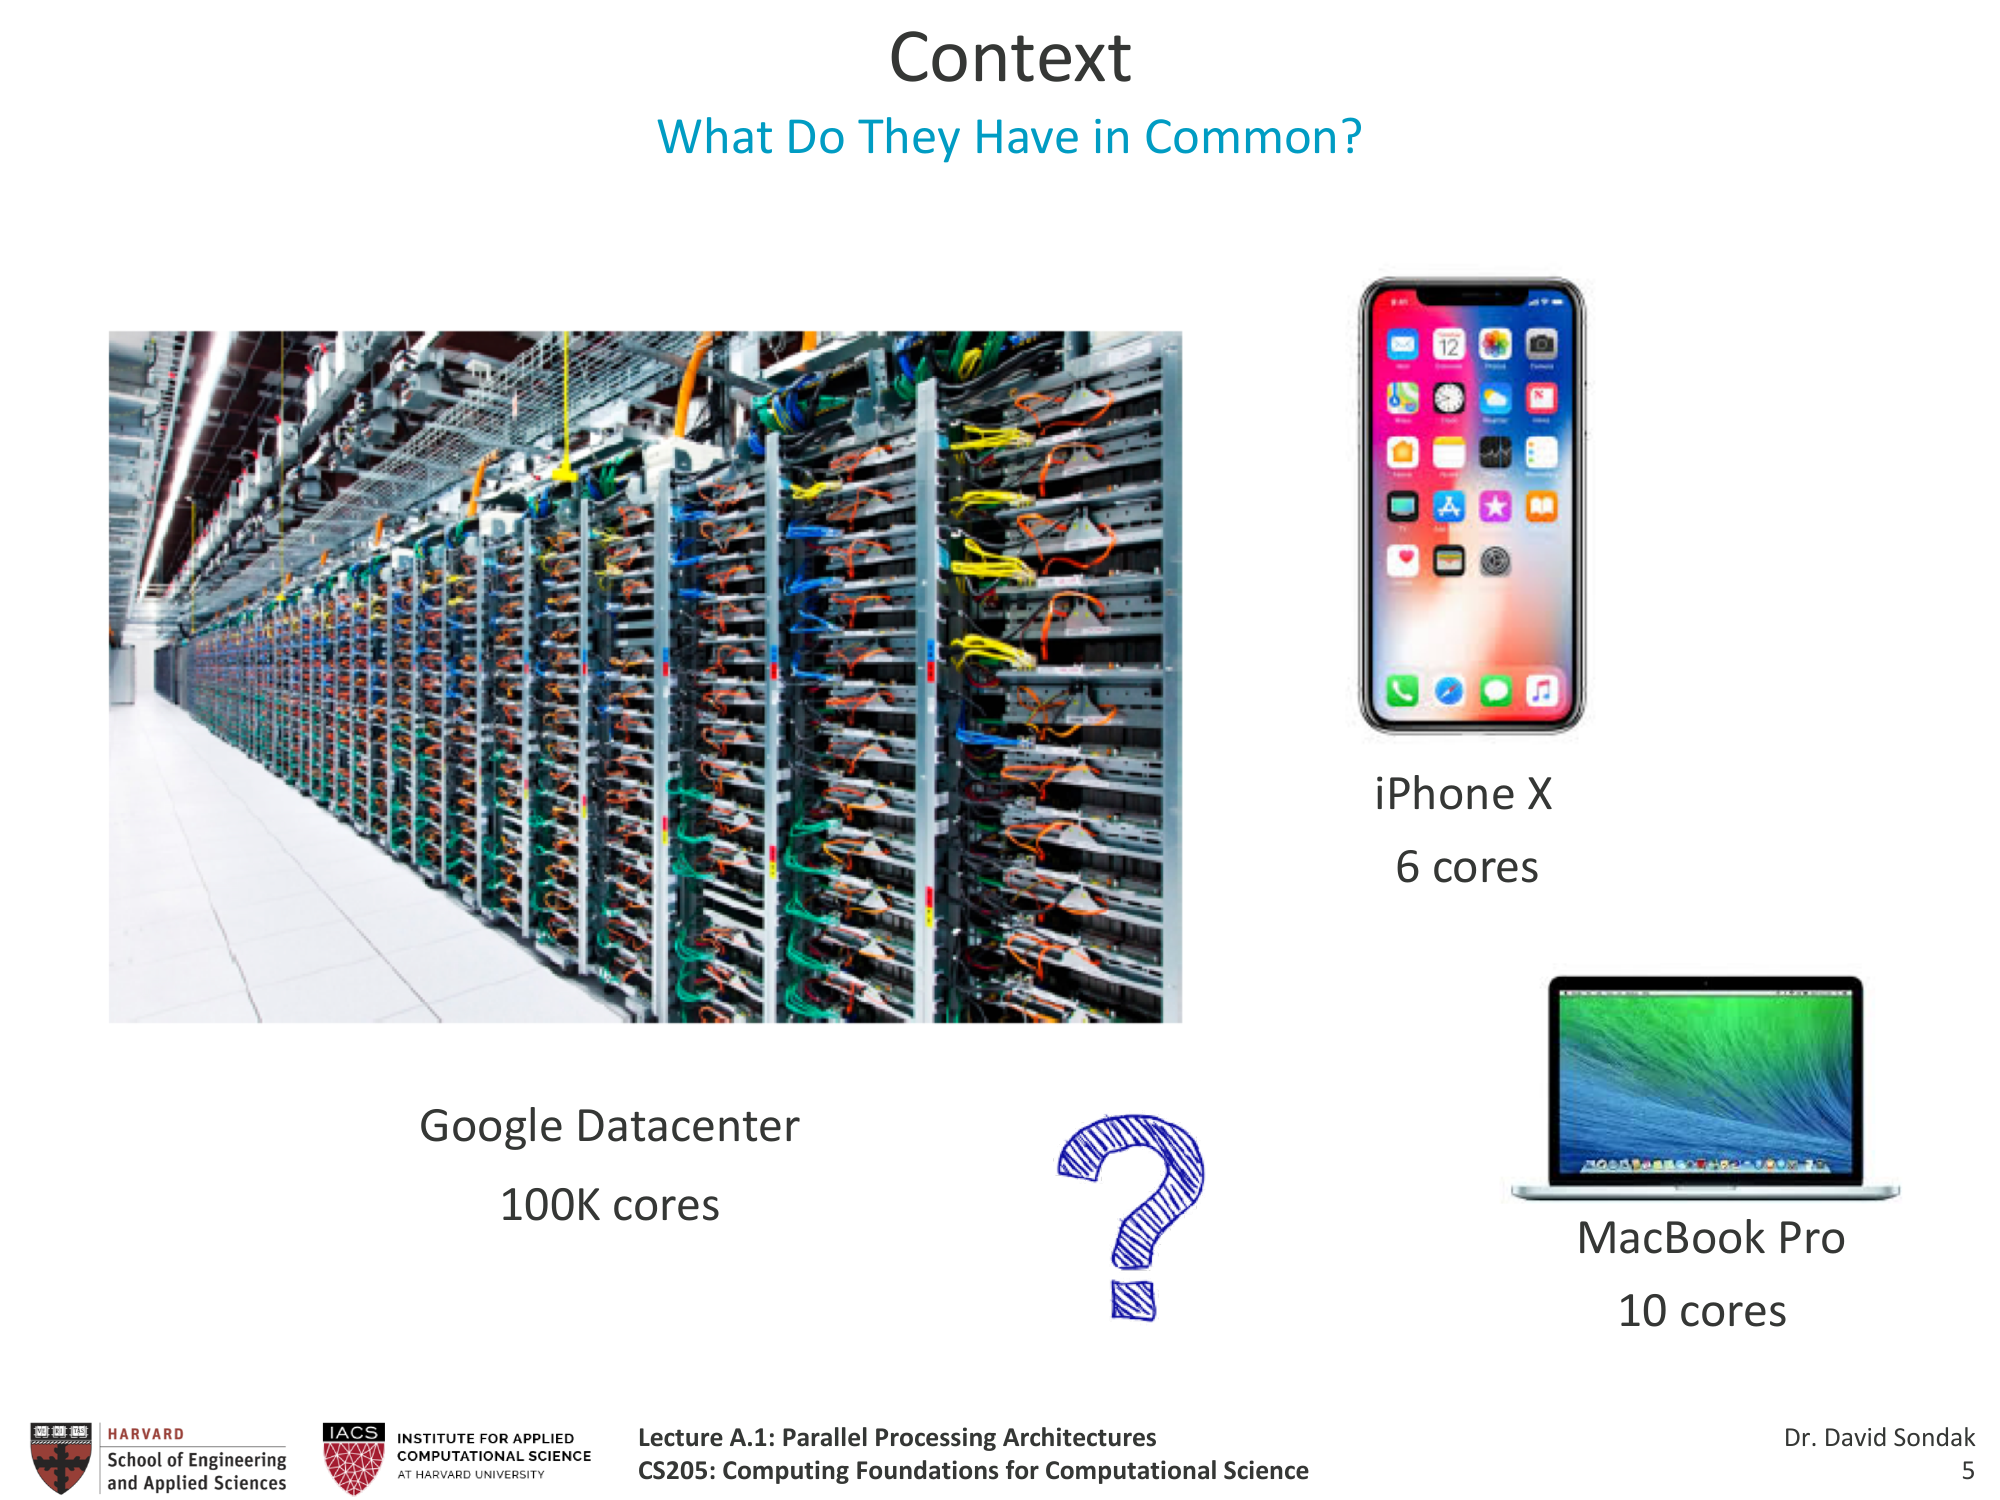 Context
What Do They Have in Common?
12
iPhone X
6 cores
Google Datacenter
100K cores
?
MacBook Pro
10 cores
HARVARD
School of Engineering
and Applied Sciences
IACS
INSTITUTE FOR APPLIED
COMPUTATIONAL SCIENCE
AT HARVARD UNIVERSITY
Lecture A.1: Parallel Processing Architectures
CS205: Computing Foundations for Computational Science
Dr. David Sondak
5